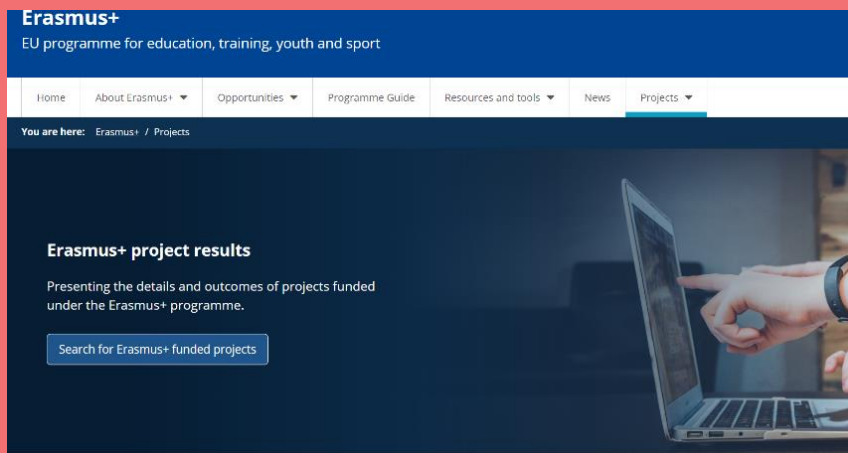 Erasmus+
EU programme for education, training, youth and sport
Home About Erasmus+ Opportunities Programme Guide Resources and tools News Projects
You are here: Erasmus+ / Projects
Erasmus+ project results
Presenting the details and outcomes of projects funded
under the Erasmus+ programme.
Search for Erasmus+ funded projects